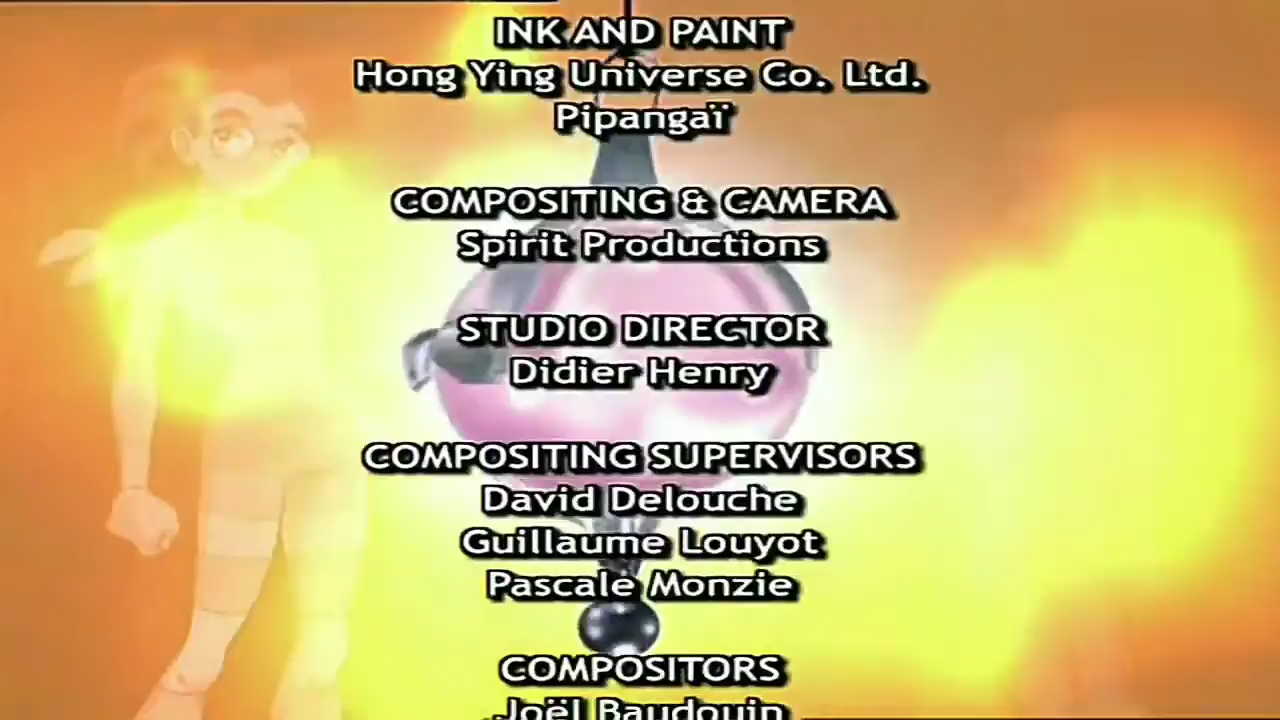 INK AND PAINT
Hong Ying Universe Co. Ltd.
Pipangaï
COMPOSITING & CAMERA
Spirit Productions
STUDIO DIRECTOR
Didier Henry
COMPOSITING SUPERVISORS
David Delouche
Guillaume Louyot
Pascale Monzie
COMPOSITORS
Joël Baudouin